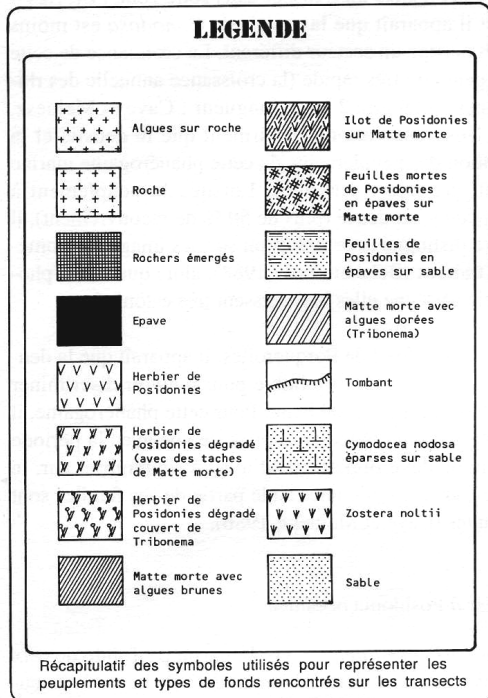 LEGENDE
Algues sur roche
Roche
Rochers émergés
Epave
Herbier de
Posidonies
Herbier de
Posidonies dégradé
(avec des taches
de Matte morte)
Herbier de
Posidonies dégradé
couvert de
Tribonema
Matte morte avec
algues brunes
Ilot de Posidonies
sur Matte morte
Feuilles mortes
de Posidonies
en épaves sur
Matte morte
Feuilles de
Posidonies en
épaves sur sable
Matte morte avec
algues dorées
(Tribonema)
Tombant
Cymodocea nodosa
éparses sur sable
Zostera noltii
Sable
Récapitulatif des symboles utilisés pour représenter les
peuplements et types de fonds rencontrés sur les transects